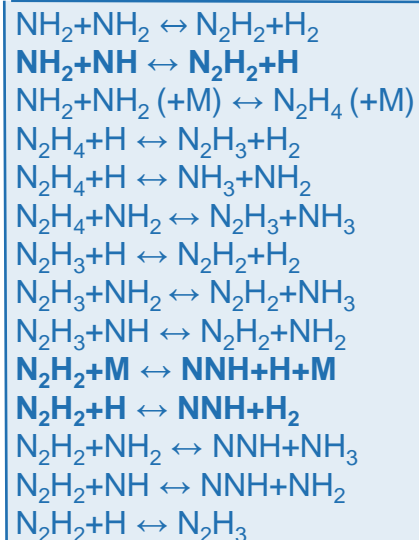 NH₂+NH₂ ↔ N₂H₂+H₂
NH₂+NH ↔ N₂H₂+H
NH₂+NH₂ (+M) ↔ N₂H₄ (+M)
N₂H₄+H ↔ N₂H₃+H₂
N₂H₄+H ↔ NH₃+NH₂
N₂H₄+NH₂ ↔ N₂H₃+NH₃
N₂H₃+H ↔ N₂H₂+H₂
N₂H₃+NH₂ ↔ N₂H₂+NH₃
N₂H₃+NH ↔ N₂H₂+NH₂
N₂H₂+M ↔ NNH+H+M
N₂H₂+H ↔ NNH+H₂
N₂H₂+NH₂ ↔ NNH+NH₃
N₂H₂+NH ↔ NNH+NH₂
N₂H₂+H ↔ N₂H₃